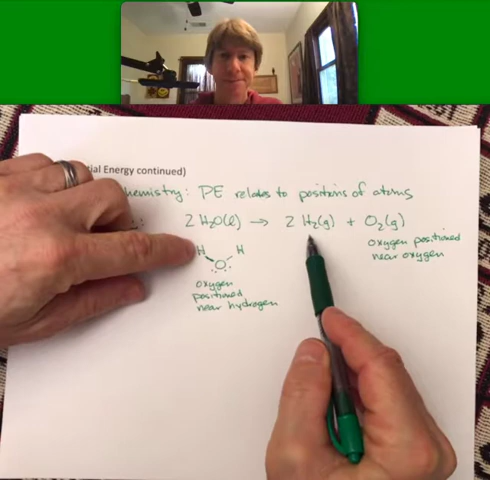 tial Energy continued)
hemistry: PE relates to positions of atoms
: 2 H₂O(l) → 2 H₂(g) + O₂(g)
oxygen positioned
near oxygen
H H
O
oxygen
positioned
near hydrogen